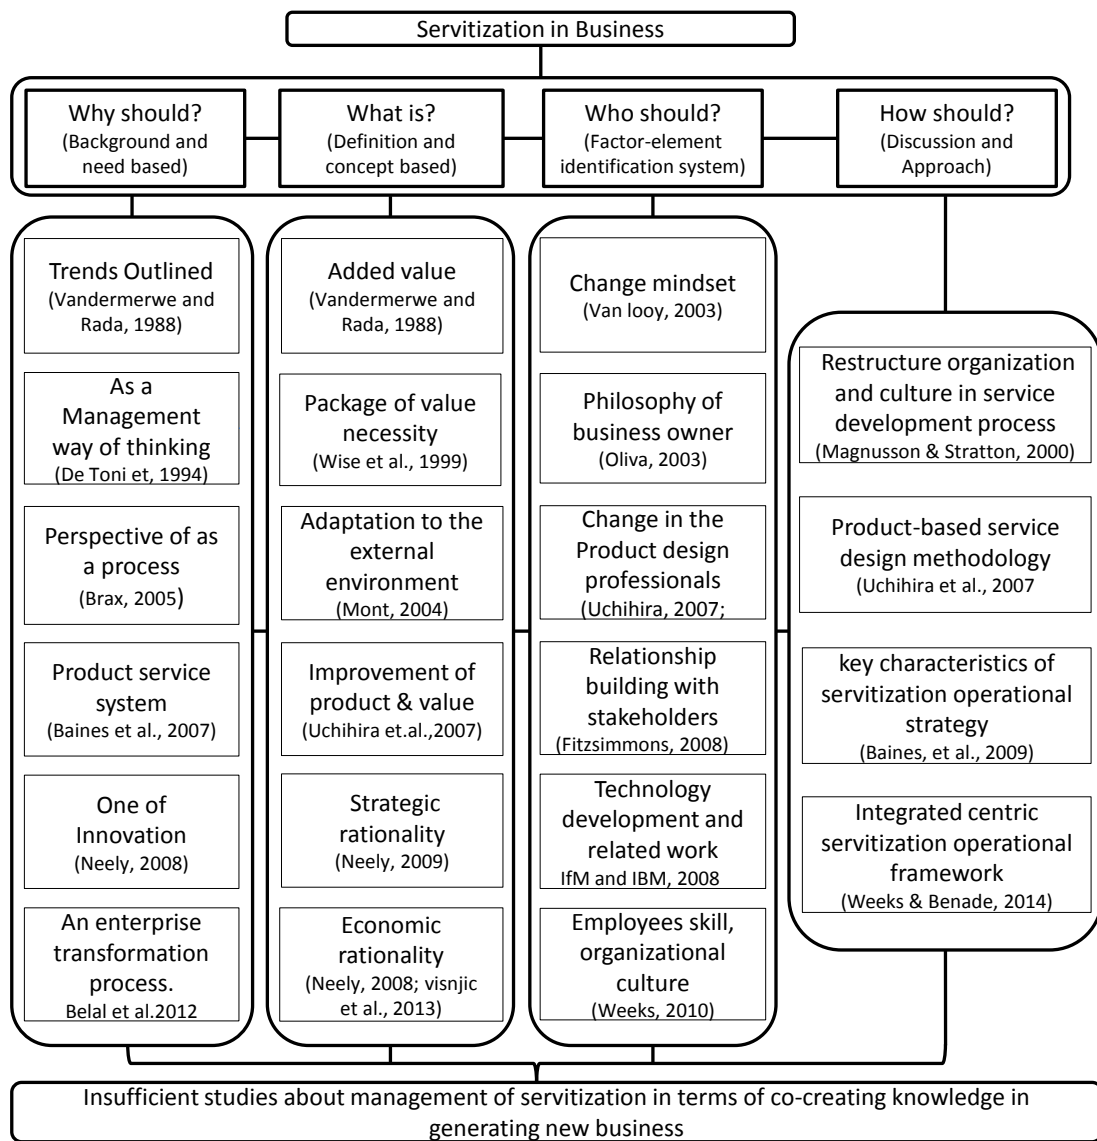 Servitization in Business
Why should?
(Background and
need based)
What is?
(Definition and
concept based)
Who should?
(Factor-element
identification system)
How should?
(Discussion and
Approach)
Trends Outlined
(Vandermerwe and
Rada, 1988)
As a
Management
way of thinking
(De Toni et, 1994)
Perspective of as
a process
(Brax, 2005)
Product service
system
(Baines et al., 2007)
One of
Innovation
(Neely, 2008)
An enterprise
transformation
process.
Belal et al.2012
Added value
(Vandermerwe and
Rada, 1988)
Package of value
necessity
(Wise et al., 1999)
Adaptation to the
external
environment
(Mont, 2004)
Improvement of
product & value
(Uchihira et.al.,2007)
Strategic
rationality
(Neely, 2009)
Economic
rationality
(Neely, 2008; visnjic
et al., 2013)
Change mindset
(Van looy, 2003)
Philosophy of
business owner
(Oliva, 2003)
Change in the
Product design
professionals
(Uchihira, 2007;
Relationship
building with
stakeholders
(Fitzsimmons, 2008)
Technology
development and
related work
IfM and IBM, 2008
Employees skill,
organizational
culture
(Weeks, 2010)
Restructure organization
and culture in service
development process
(Magnusson & Stratton, 2000)
Product-based service
design methodology
(Uchihira et al., 2007
key characteristics of
servitization operational
strategy
(Baines, et al., 2009)
Integrated centric
servitization operational
framework
(Weeks & Benade, 2014)
Insufficient studies about management of servitization in terms of co-creating knowledge in
generating new business